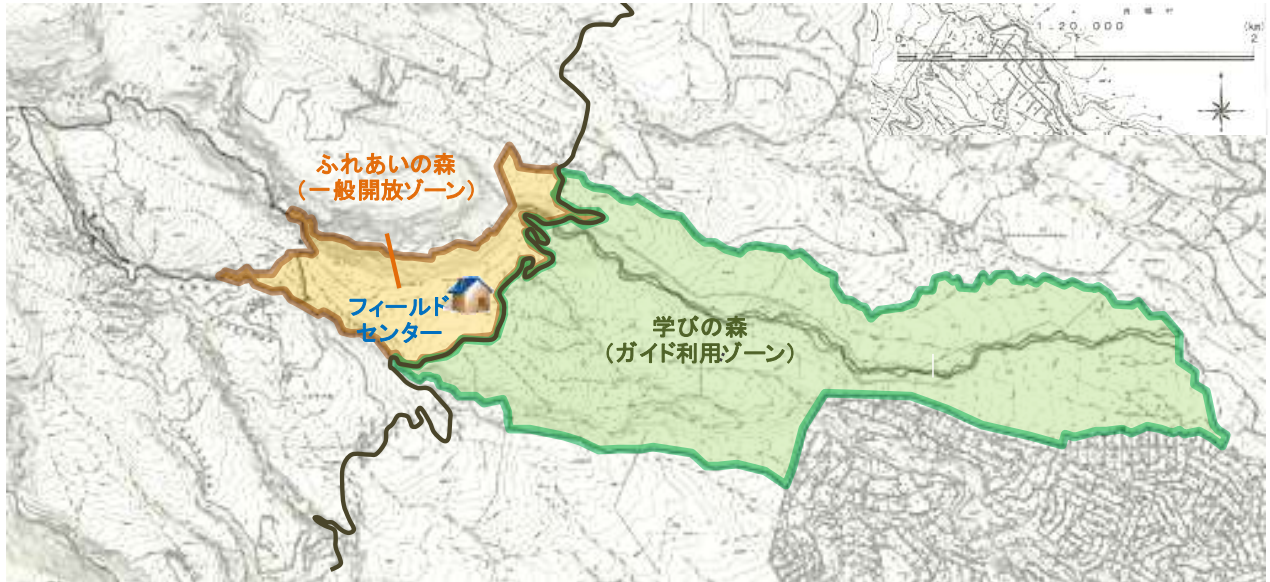 1:20,000
(km)
0
2
ふれあいの森
（一般開放ゾーン）
フィールド
センター
学びの森
（ガイド利用ゾーン）